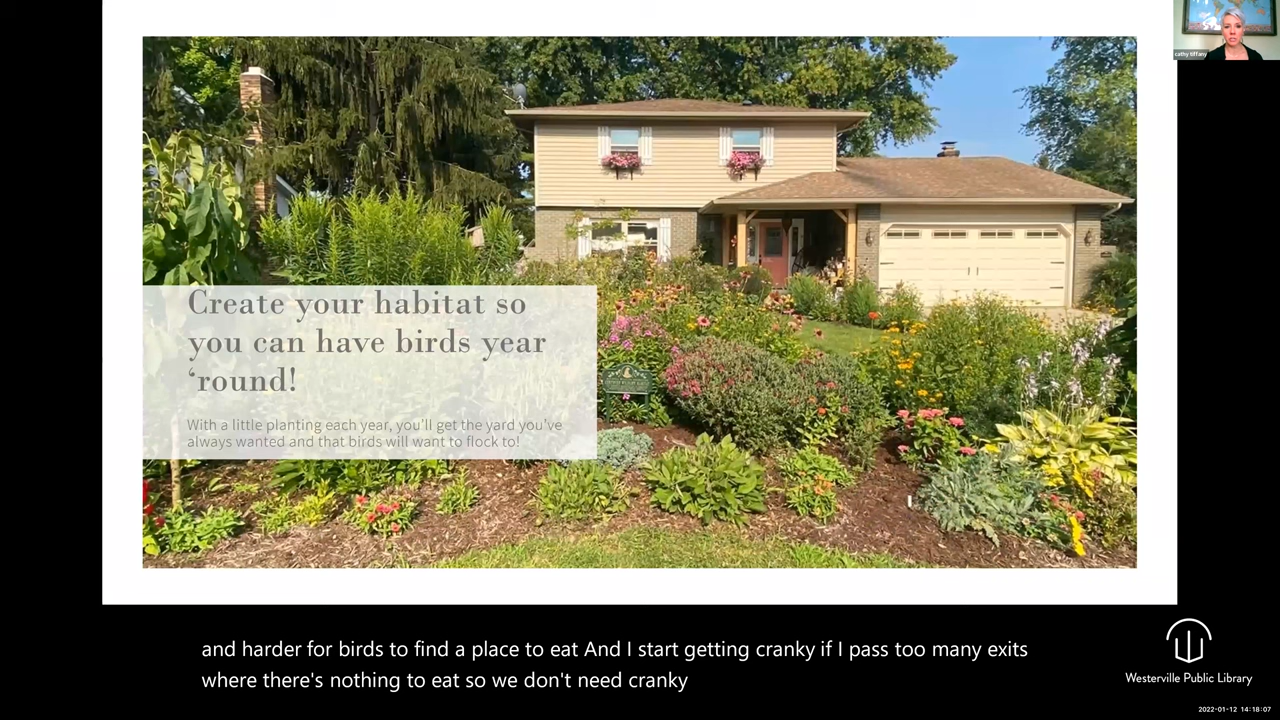 cathy tiffany
Create your habitat so
you can have birds year
‘round!
With a little planting each year, you'll get the yard you've
always wanted and that birds will want to flock to!
and harder for birds to find a place to eat And I start getting cranky if I pass too many exits
where there's nothing to eat so we don't need cranky
Westerville Public Library
2022-01-12 14:18:07